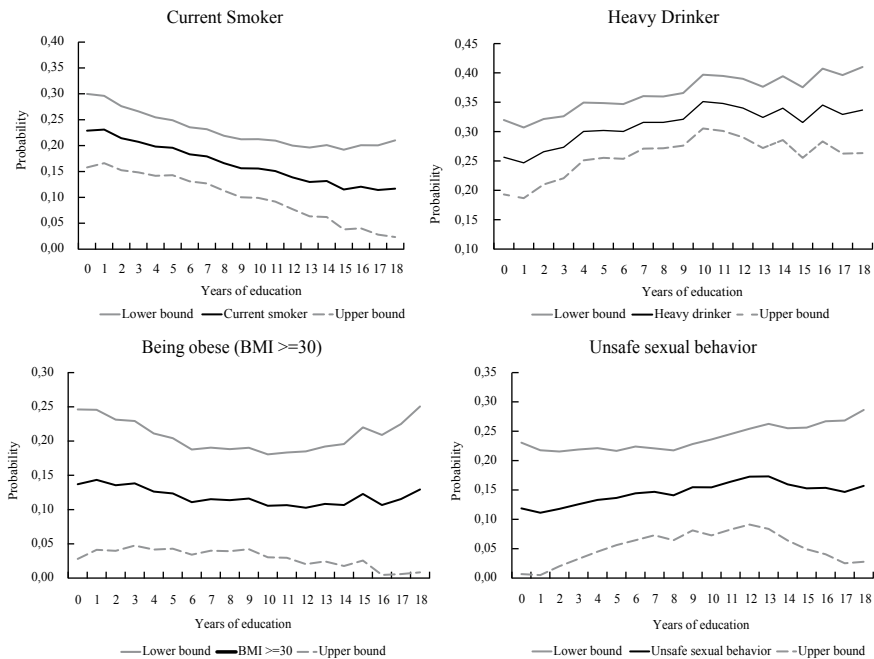 Current Smoker
0,40
0,35
0,30
0,25
0,20
0,15
0,10
0,05
0,00
Probability
0 1 2 3 4 5 6 7 8 9 10 11 12 13 14 15 16 17 18
Years of education
Lower bound Current smoker Upper bound
Heavy Drinker
0,45
0,40
0,35
0,30
0,25
0,20
0,15
0,10
Probability
0 1 2 3 4 5 6 7 8 9 10 11 12 13 14 15 16 17 18
Years of education
Lower bound Heavy drinker Upper bound
Being obese (BMI >=30)
0,30
0,25
0,20
0,15
0,10
0,05
0,00
Probability
0 1 2 3 4 5 6 7 8 9 10 11 12 13 14 15 16 17 18
Years of education
Lower bound BMI >=30 Upper bound
Unsafe sexual behavior
0,35
0,30
0,25
0,20
0,15
0,10
0,05
0,00
Probability
0 1 2 3 4 5 6 7 8 9 10 11 12 13 14 15 16 17 18
Years of education
Lower bound Unsafe sexual behavior Upper bound